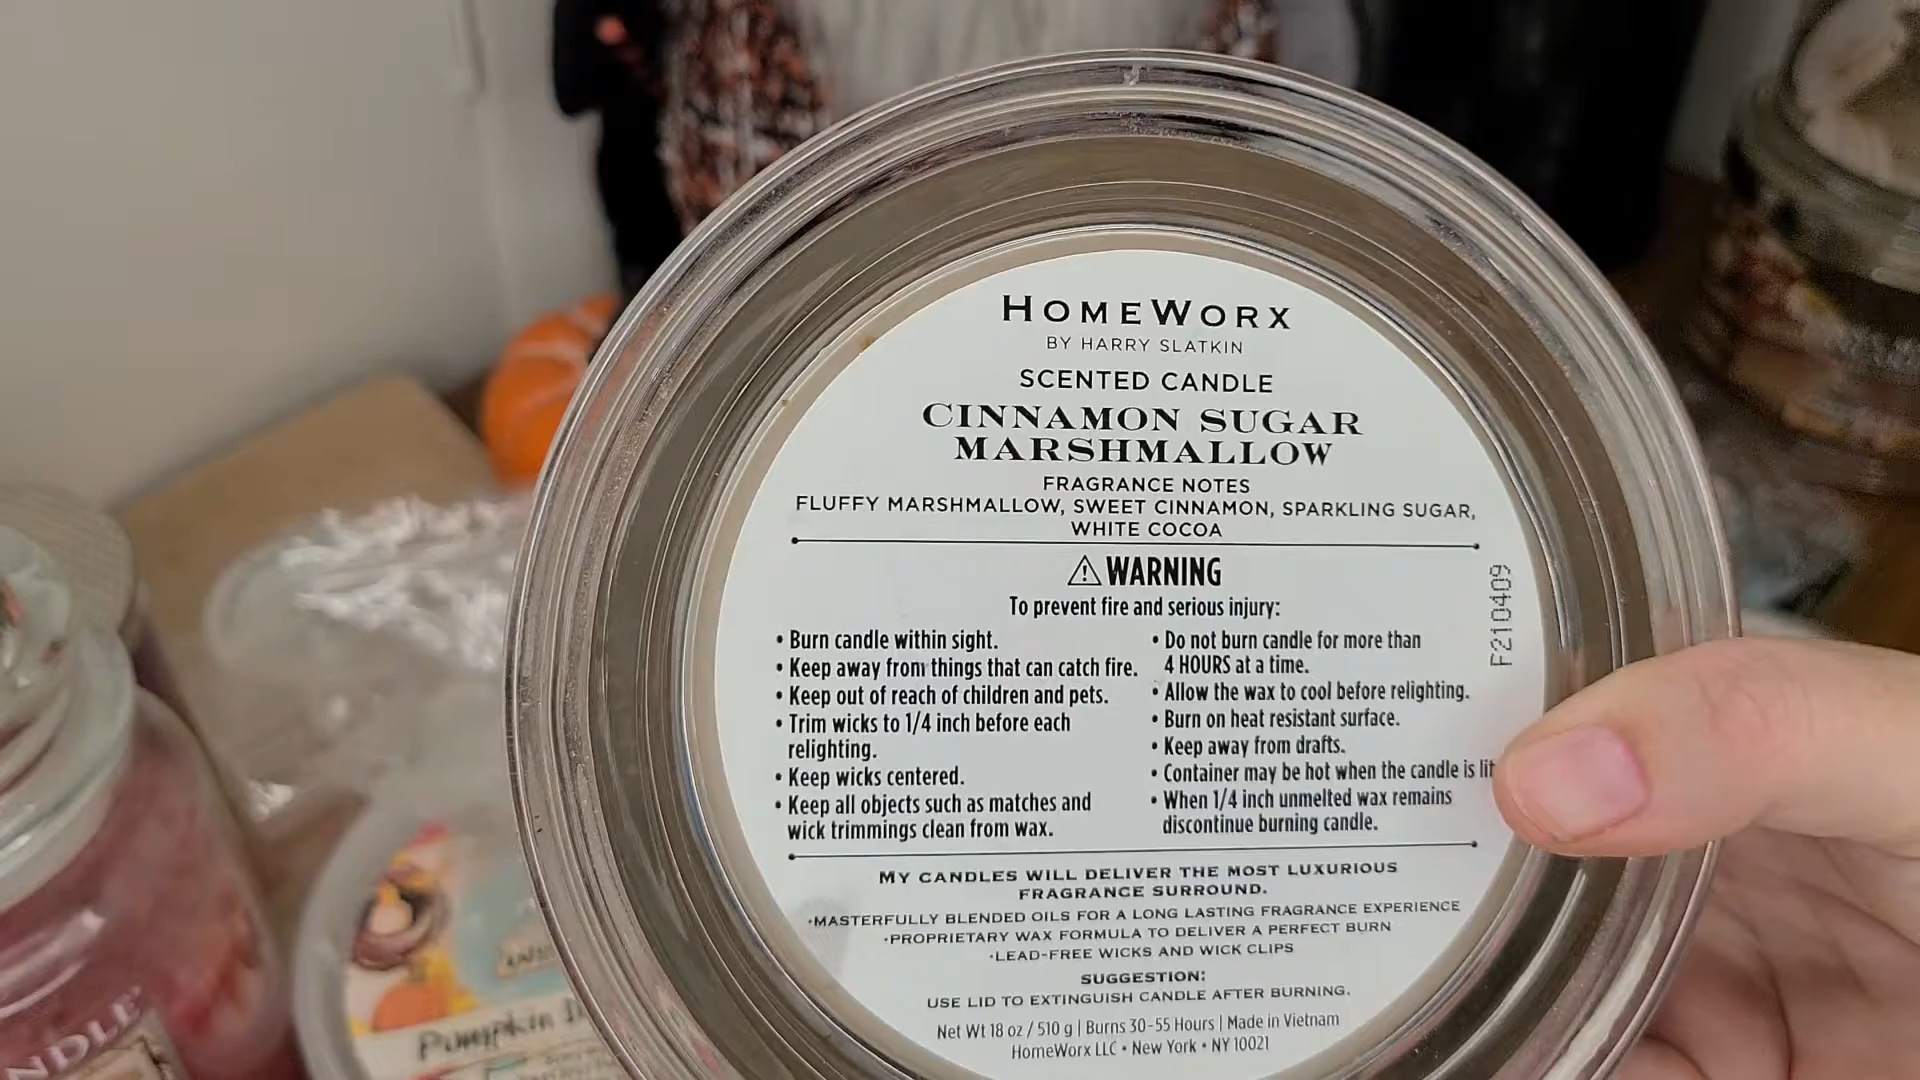 HOMEWORX
BY HARRY SLATKIN
SCENTED CANDLE
CINNAMON SUGAR
MARSHMALLOW
FRAGRANCE NOTES
FLUFFY MARSHMALLOW, SWEET CINNAMON, SPARKLING SUGAR,
WHITE COCOA
⚠ WARNING
To prevent fire and serious injury:
• Burn candle within sight.
• Keep away from things that can catch fire.
• Keep out of reach of children and pets.
• Trim wicks to 1/4 inch before each
relighting.
• Keep wicks centered.
• Keep all objects such as matches and
wick trimmings clean from wax.
• Do not burn candle for more than
4 HOURS at a time.
• Allow the wax to cool before relighting.
• Burn on heat resistant surface.
• Keep away from drafts.
• Container may be hot when the candle is lit
• When 1/4 inch unmelted wax remains
discontinue burning candle.
F210409
MY CANDLES WILL DELIVER THE MOST LUXURIOUS
FRAGRANCE SURROUND.
•MASTERFULLY BLENDED OILS FOR A LONG LASTING FRAGRANCE EXPERIENCE
•PROPRIETARY WAX FORMULA TO DELIVER A PERFECT BURN
•LEAD-FREE WICKS AND WICK CLIPS
SUGGESTION:
USE LID TO EXTINGUISH CANDLE AFTER BURNING.
Net Wt 18 oz / 510 g | Burns 30-55 Hours | Made in Vietnam
HomeWorx LLC • New York • NY 10021
NDLE
Pumpkin